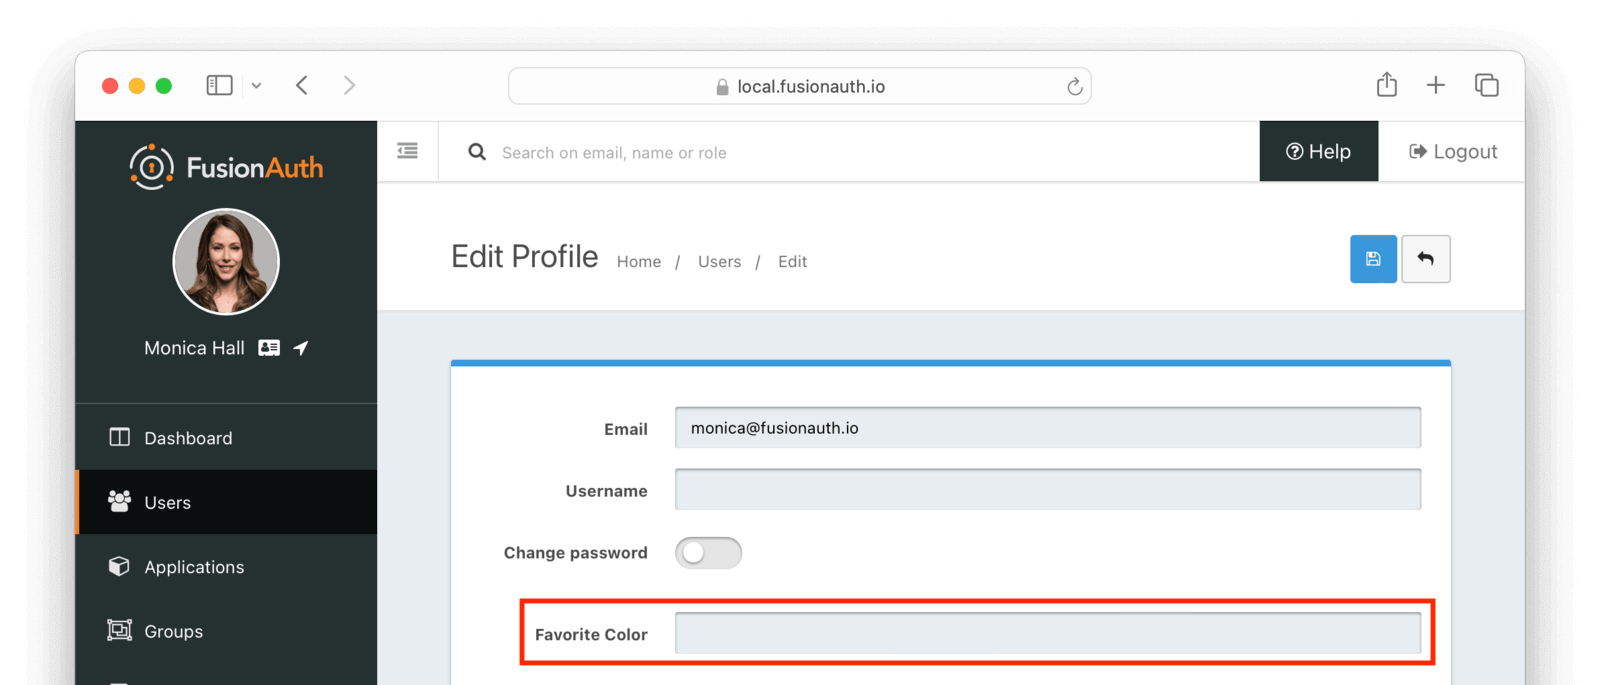 local.fusionauth.io
FusionAuth
Search on email, name or role
Help
Logout
Monica Hall
Edit Profile
Home / Users / Edit
Dashboard
Users
Applications
Groups
Email
monica@fusionauth.io
Username
Change password
Favorite Color